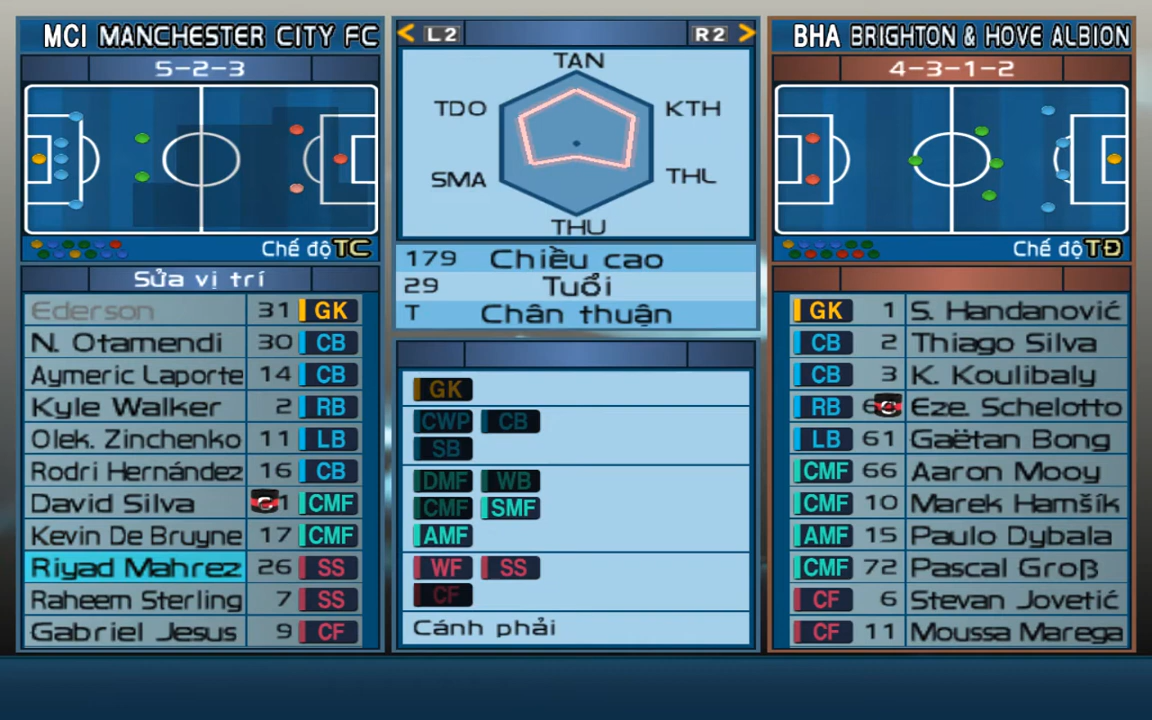 MCI MANCHESTER CITY FC
5-2-3
Chế độ TC
Sửa vị trí
Ederson 31 GK
N. Otamendi 30 CB
Aymeric Laporte 14 CB
Kyle Walker 2 RB
Olek. Zinchenko 11 LB
Rodri Hernández 16 CB
David Silva 1 CMF
Kevin De Bruyne 17 CMF
Riyad Mahrez 26 SS
Raheem Sterling 7 SS
Gabriel Jesus 9 CF
< L2 R2 >
TAN
TDO KTH
SMA THL
THU
179 Chiều cao
29 Tuổi
T Chân thuận
GK
CWP CB
SB
DMF WB
CMF SMF
AMF
WF SS
CF
Cánh phải
BHA BRIGHTON & HOVE ALBION
4-3-1-2
Chế độ TĐ
GK 1 S. Handanović
CB 2 Thiago Silva
CB 3 K. Koulibaly
RB 6 Eze. Schelotto
LB 61 Gaëtan Bong
CMF 66 Aaron Mooy
CMF 10 Marek Hamšík
AMF 15 Paulo Dybala
CMF 72 Pascal Groß
CF 6 Stevan Jovetić
CF 11 Moussa Marega